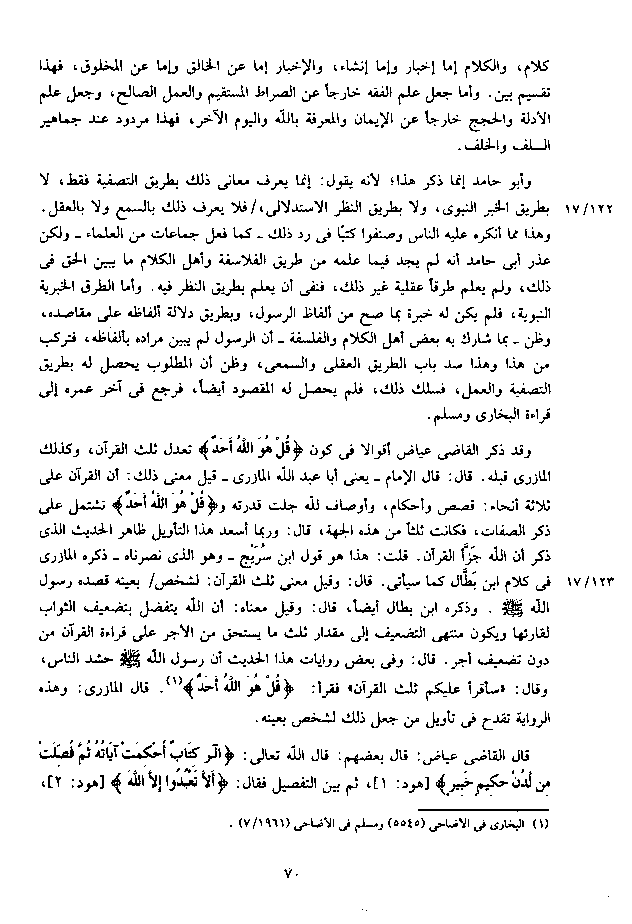 كلام، والكلام إما إخبار وإما إنشاء، والإخبار إما عن الخالق وإما عن المخلوق، فهذا
تقسيم بين. وأما جعل علم الفقه خارجاً عن الصراط المستقيم والعمل الصالح، وجعل علم
الأدلة والحجج خارجاً عن الإيمان والمعرفة بالله واليوم الآخر، فهذا مردود عند جماهير
السلف والخلف.
وأبو حامد إنما ذكر هذا؛ لأنه يقول: إنما يعرف معانى ذلك بطريق التصفية فقط، لا
١٧/١٢٢ بطريق الخبر النبوى، ولا بطريق النظر الاستدلالى،/ فلا يعرف ذلك بالسمع ولا بالعقل.
وهذا مما أنكره عليه الناس وصنفوا كتبًا فى رد ذلك ـ كما فعل جماعات من العلماء ـ ولكن
عذر أبى حامد أنه لم يجد فيما علمه من طريق الفلاسفة وأهل الكلام ما يبين الحق فى
ذلك، ولم يعلم طرقاً عقلية غير ذلك، فنفى أن يعلم بطريق النظر فيه. وأما الطرق الخبرية
النبوية، فلم يكن له خبرة بما صح من ألفاظ الرسول، وبطريق دلالة ألفاظه على مقاصده،
وظن ـ بما شارك به بعض أهل الكلام والفلسفة ـ أن الرسول لم يبين مراده بألفاظه، فتركب
من هذا وهذا سد باب الطريق العقلى والسمعى، وظن أن المطلوب يحصل له بطريق
التصفية والعمل، فسلك ذلك، فلم يحصل له المقصود أيضاً، فرجع فى آخر عمره إلى
قراءة البخارى ومسلم.
وقد ذكر القاضى عياض أقوالا فى كون ﴿قُلْ هُوَ اللَّهُ أَحَدٌ﴾ تعدل ثلث القرآن، وكذلك
المازرى قبله. قال: قال الإمام ـ يعنى أبا عبد الله المازرى ـ قيل معنى ذلك: أن القرآن على
ثلاثة أنحاء: قصص وأحكام، وأوصاف لله جلت قدرته و﴿قُلْ هُوَ اللَّهُ أَحَدٌ﴾ تشتمل على
ذكر الصفات، فكانت ثلثاً من هذه الجهة، قال: وربما أسعد هذا التأويل ظاهر الحديث الذى
ذكر أن الله جَزَّأ القرآن. قلت: هذا هو قول ابن سُرَيْج ـ وهو الذى نصرناه ـ ذكره المازرى
١٧/١٢٣ فى كلام ابن بَطَّال كما سيأتى. قال: وقيل معنى ثلث القرآن: لشخص/ بعينه قصده رسول
الله ﷺ . وذكره ابن بطال أيضاً، قال: وقيل معناه: أن الله يتفضل بتضعيف الثواب
لقارئها ويكون منتهى التضعيف إلى مقدار ثلث ما يستحق من الأجر على قراءة القرآن من
دون تضعيف أجر. قال: وفى بعض روايات هذا الحديث أن رسول الله ﷺ حشد الناس،
وقال: «سأقرأ عليكم ثلث القرآن» فقرأ: ﴿قُلْ هُوَ اللَّهُ أَحَدٌ﴾(١). قال المازرى: وهذه
الرواية تقدح فى تأويل من جعل ذلك لشخص بعينه.
قال القاضى عياض: قال بعضهم: قال الله تعالى: ﴿الر كِتَابٌ أُحْكِمَتْ آيَاتُهُ ثُمَّ فُصِّلَتْ
مِن لَّدُنْ حَكِيمٍ خَبِيرٍ﴾ [هود: ١]، ثم بين التفصيل فقال: ﴿أَلاَّ تَعْبُدُوا إِلاَّ اللَّهَ﴾ [هود: ٢]،
(١) البخارى فى الأضاحى (٥٥٤٥) ومسلم فى الأضاحى (٧/١٩٦١) .
٧٠